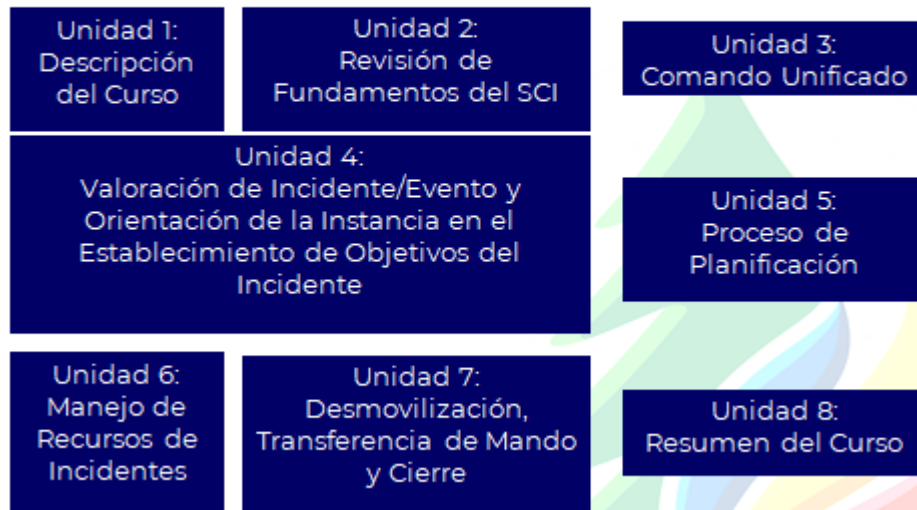 Unidad 1:
Descripción
del Curso
Unidad 2:
Revisión de
Fundamentos del SCI
Unidad 3:
Comando Unificado
Unidad 4:
Valoración de Incidente/Evento y
Orientación de la Instancia en el
Establecimiento de Objetivos del
Incidente
Unidad 5:
Proceso de
Planificación
Unidad 6:
Manejo de
Recursos de
Incidentes
Unidad 7:
Desmovilización,
Transferencia de Mando
y Cierre
Unidad 8:
Resumen del Curso